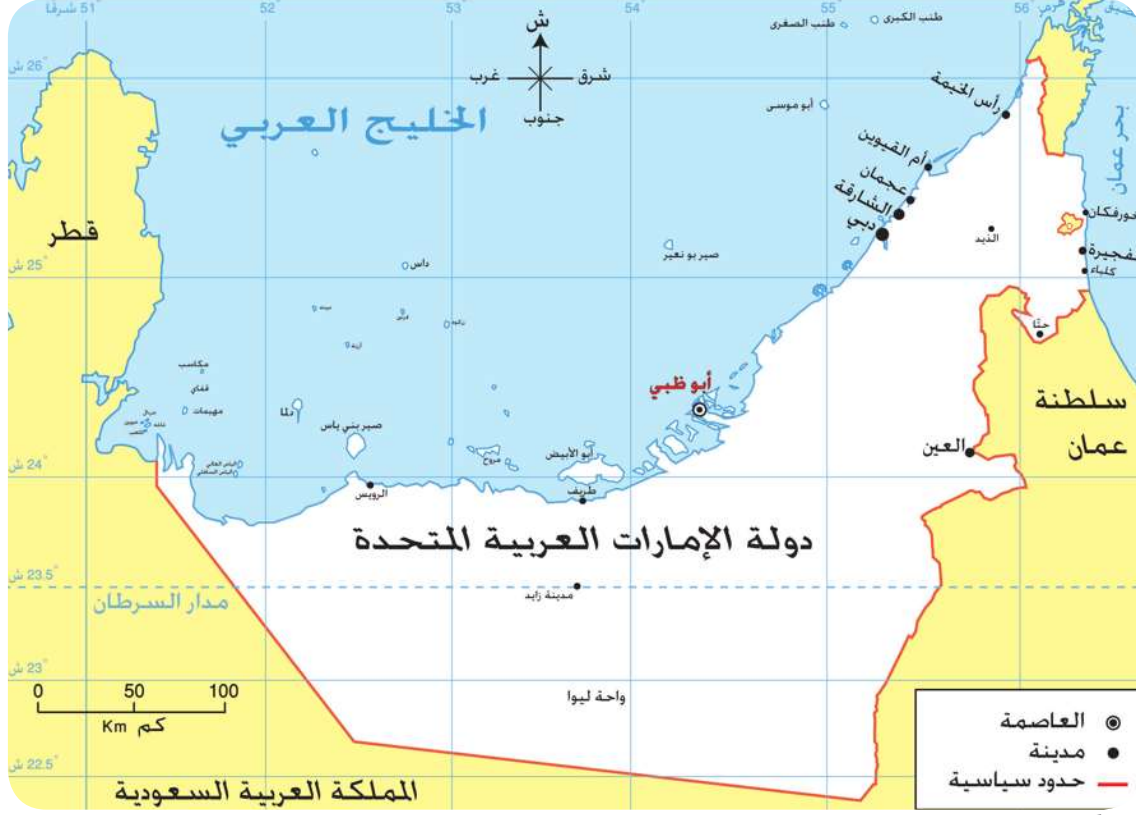 51° شرقا
52°
53°
54°
55°
56°
26° ش
25° ش
24° ش
23.5° ش
23° ش
22.5° ش
ش
شرق
غرب
جنوب
طنب الكبرى
طنب الصغرى
أبو موسى
الخليج العربي
بحر عمان
رأس الخيمة
أم القيوين
عجمان
الشارقة
دبي
الذيد
خورفكان
لفجيرة
كلباء
حتّا
قطر
داس
صير بو نعير
مكاسب
ففاي
مهيمات
دلما
صير بني ياس
مروح
أبو الأبيض
أبو ظبي
العين
سلطنة
عمان
الرويس
طريف
دولة الإمارات العربية المتحدة
مدار السرطان
مدينة زايد
واحة ليوا
0 50 100
كم Km
المملكة العربية السعودية
العاصمة
مدينة
حدود سياسية